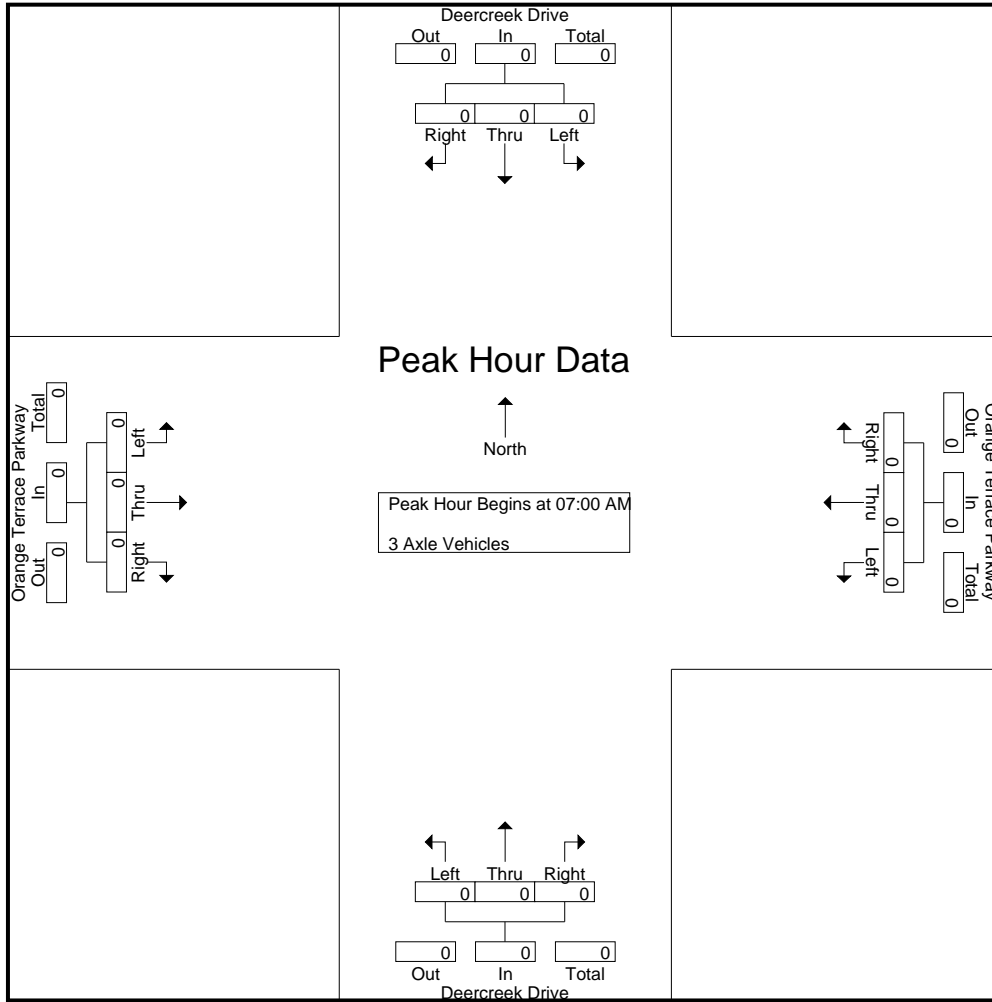 Deercreek Drive
Out In Total
0 0 0
0 0 0
Right Thru Left
Peak Hour Data
North
Peak Hour Begins at 07:00 AM
3 Axle Vehicles
Orange Terrace Parkway
Total In Out
0 0 0
0 0 0
Left Thru Right
Right Thru Left
0 0 0
0 0 0
Out In Total
Orange Terrace Parkway
Left Thru Right
0 0 0
0 0 0
Out In Total
Deercreek Drive